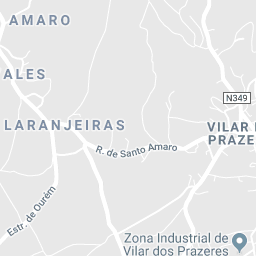 AMARO
ALES
N349
LARANJEIRAS
VILAR
PRAZE
R. de Santo Amaro
Estr. de Ourém
Zona Industrial de
Vilar dos Prazeres